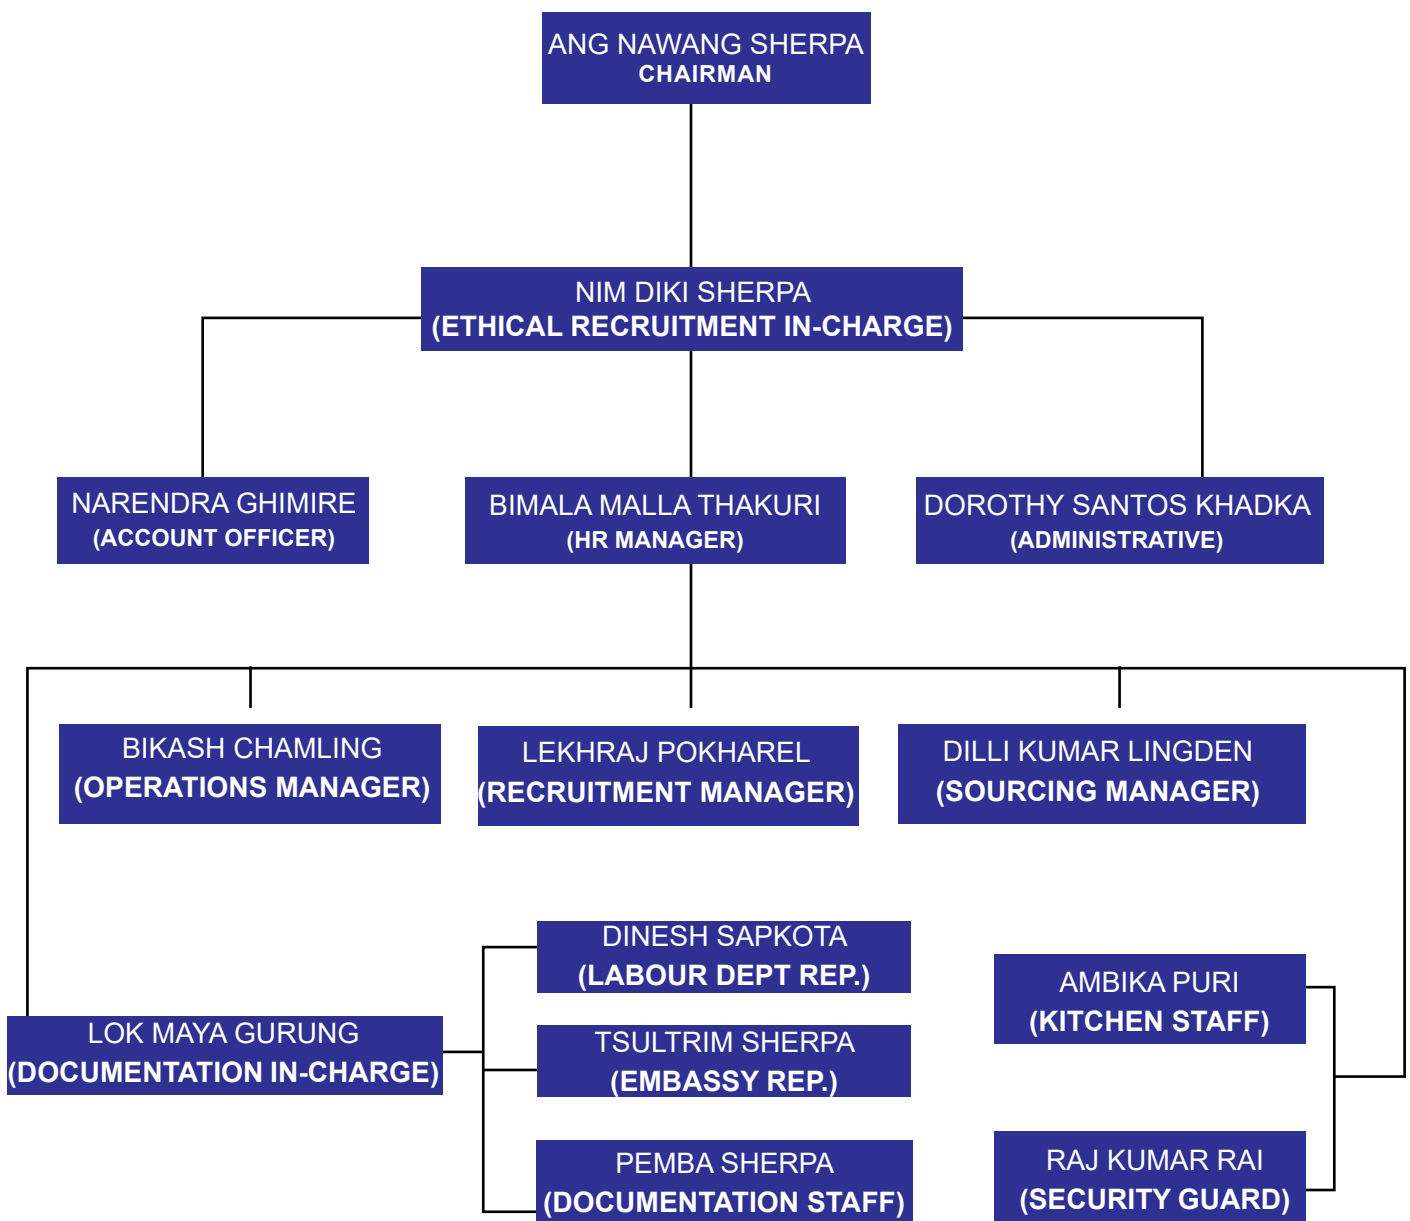 ANG NAWANG SHERPA
CHAIRMAN
NIM DIKI SHERPA
(ETHICAL RECRUITMENT IN-CHARGE)
NARENDRA GHIMIRE
(ACCOUNT OFFICER)
BIMALA MALLA THAKURI
(HR MANAGER)
DOROTHY SANTOS KHADKA
(ADMINISTRATIVE)
BIKASH CHAMLING
(OPERATIONS MANAGER)
LEKHRAJ POKHAREL
(RECRUITMENT MANAGER)
DILLI KUMAR LINGDEN
(SOURCING MANAGER)
LOK MAYA GURUNG
(DOCUMENTATION IN-CHARGE)
DINESH SAPKOTA
(LABOUR DEPT REP.)
TSULTRIM SHERPA
(EMBASSY REP.)
PEMBA SHERPA
(DOCUMENTATION STAFF)
AMBIKA PURI
(KITCHEN STAFF)
RAJ KUMAR RAI
(SECURITY GUARD)